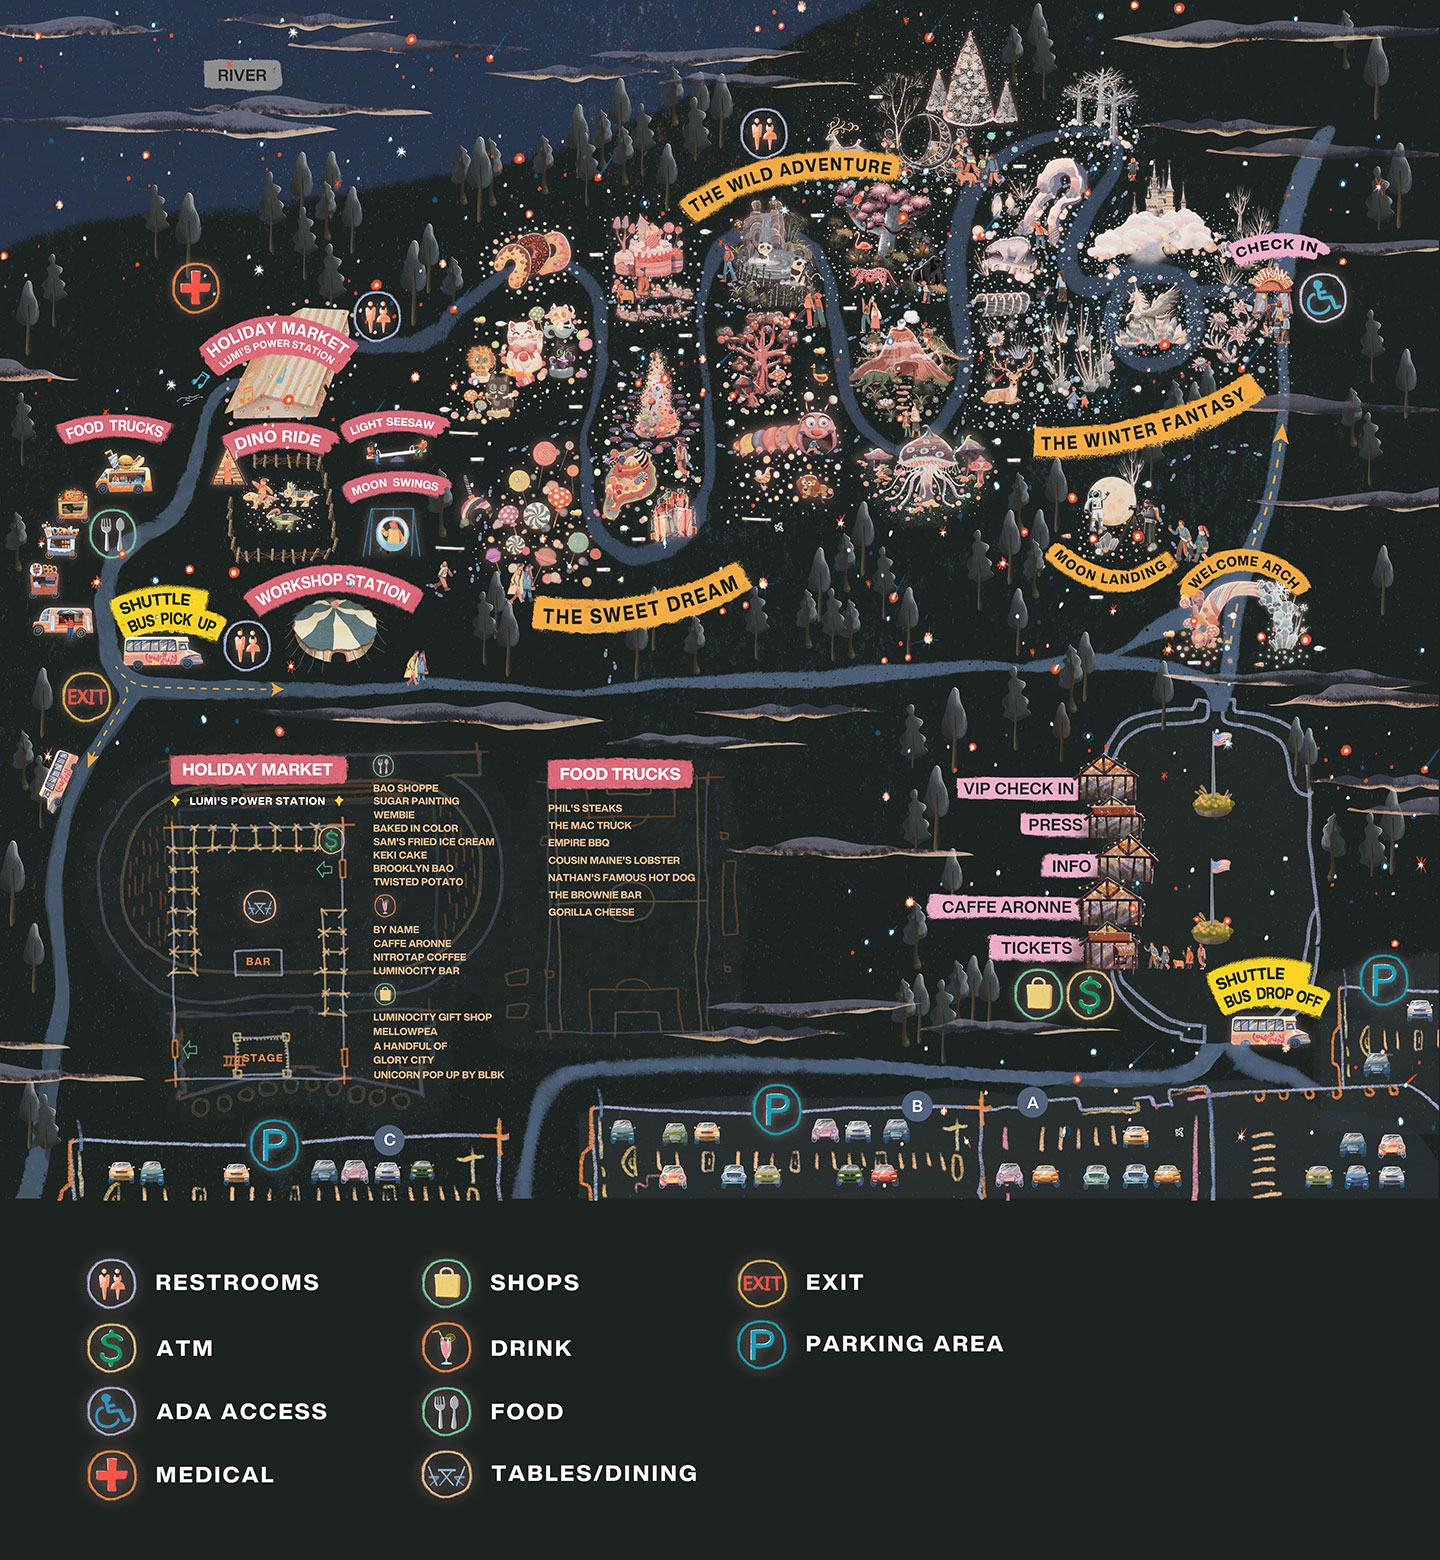 RIVER
THE WILD ADVENTURE
CHECK IN
ENTRANCE
HOLIDAY MARKET
LUMI'S POWER STATION
FOOD TRUCKS
DINO RIDE
LIGHT SEESAW
MOON SWINGS
THE WINTER FANTASY
MOON LANDING
WELCOME ARCH
WORKSHOP STATION
THE SWEET DREAM
SHUTTLE
BUS PICK UP
EXIT
HOLIDAY MARKET
LUMI'S POWER STATION
$
BAR
STAGE
BAO SHOPPE
SUGAR PAINTING
WEMBIE
BAKED IN COLOR
SAM'S FRIED ICE CREAM
KEKI CAKE
BROOKLYN BAO
TWISTED POTATO
BY NAME
CAFFE ARONNE
NITROTAP COFFEE
LUMINOCITY BAR
LUMINOCITY GIFT SHOP
MELLOWPEA
A HANDFUL OF
GLORY CITY
UNICORN POP UP BY BLBK
FOOD TRUCKS
PHIL'S STEAKS
THE MAC TRUCK
EMPIRE BBQ
COUSIN MAINE'S LOBSTER
NATHAN'S FAMOUS HOT DOG
THE BROWNIE BAR
GORILLA CHEESE
VIP CHECK IN
PRESS
INFO
CAFFE ARONNE
TICKETS
$
SHUTTLE
BUS DROP OFF
P
P
B
A
P
C
RESTROOMS
$ ATM
ADA ACCESS
MEDICAL
SHOPS
DRINK
FOOD
TABLES/DINING
EXIT EXIT
P PARKING AREA